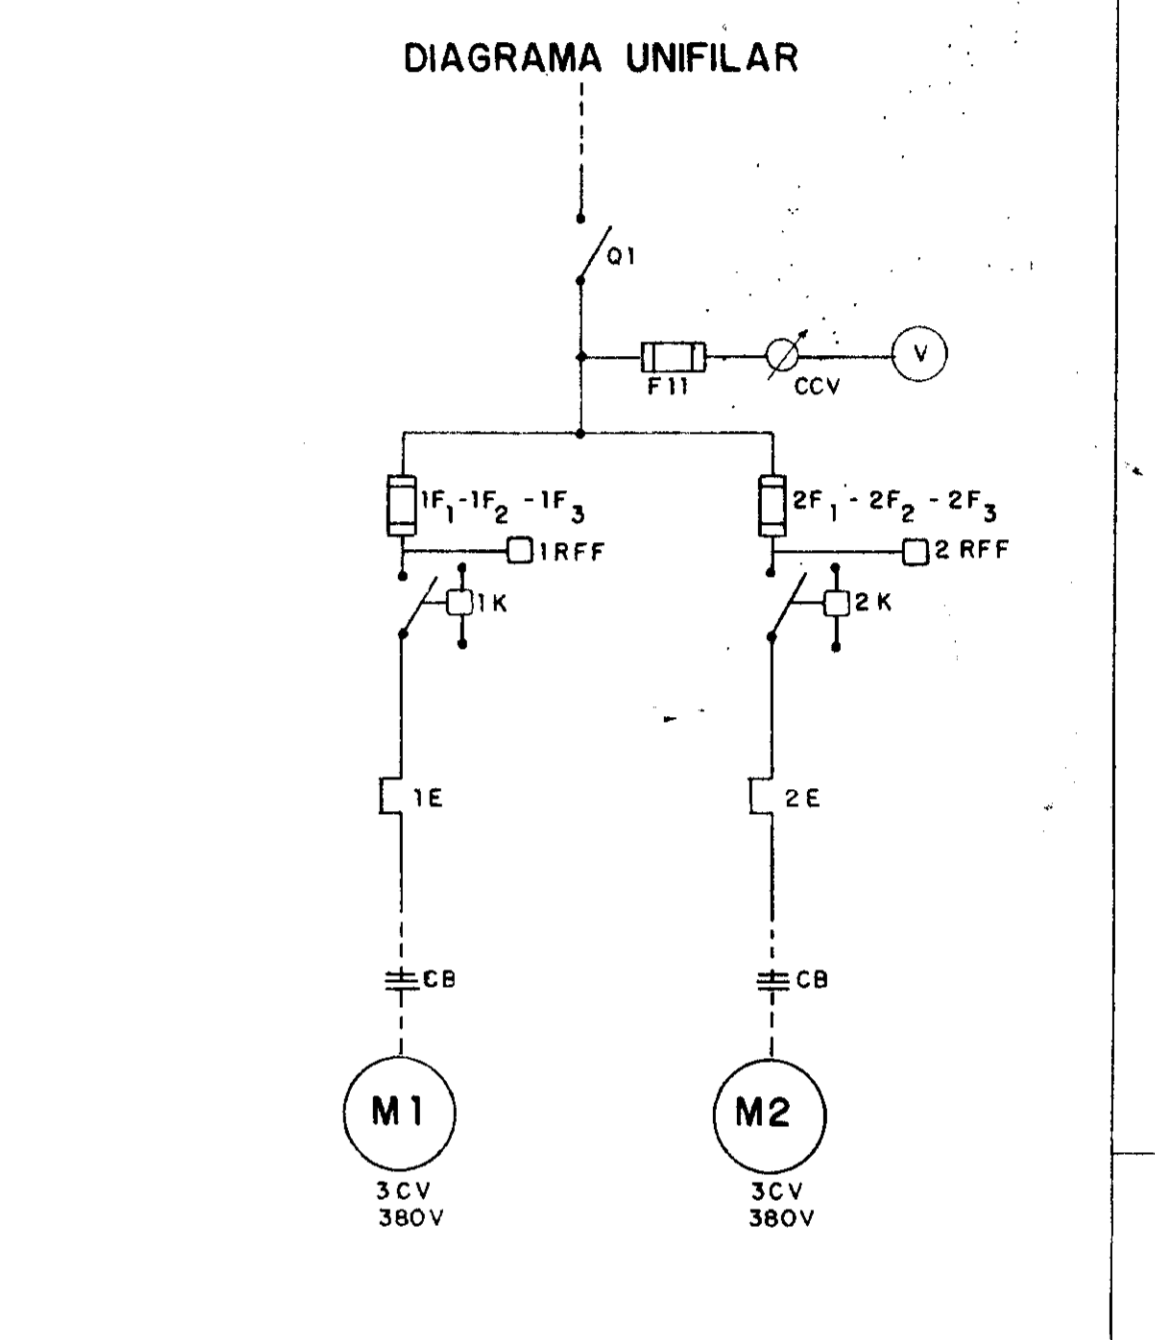 DIAGRAMA UNIFILAR
Q1
V
F11
CCV
1F1-1F2 -1F3
2F1 - 2F2 - 2F3
1RFF
2 RFF
1K
2K
1E
2E
CB
CB
M1
M2
3CV
380V
3CV
380V